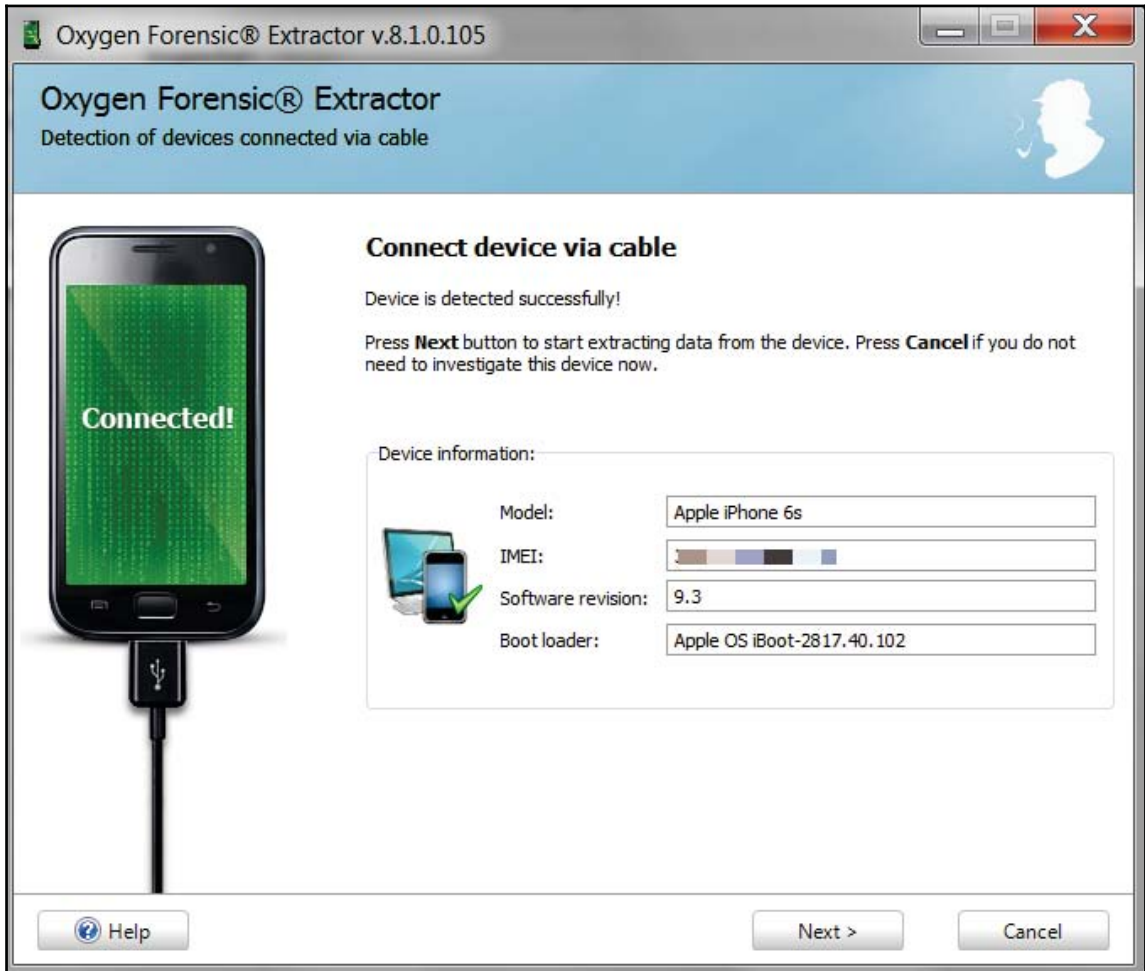 Oxygen Forensic® Extractor v.8.1.0.105
Oxygen Forensic® Extractor
Detection of devices connected via cable
Connect device via cable
Device is detected successfully!
Press Next button to start extracting data from the device. Press Cancel if you do not
need to investigate this device now.
Connected!
Device information:
Model: Apple iPhone 6s
IMEI:
Software revision: 9.3
Boot loader: Apple OS iBoot-2817.40.102
Help Next > Cancel